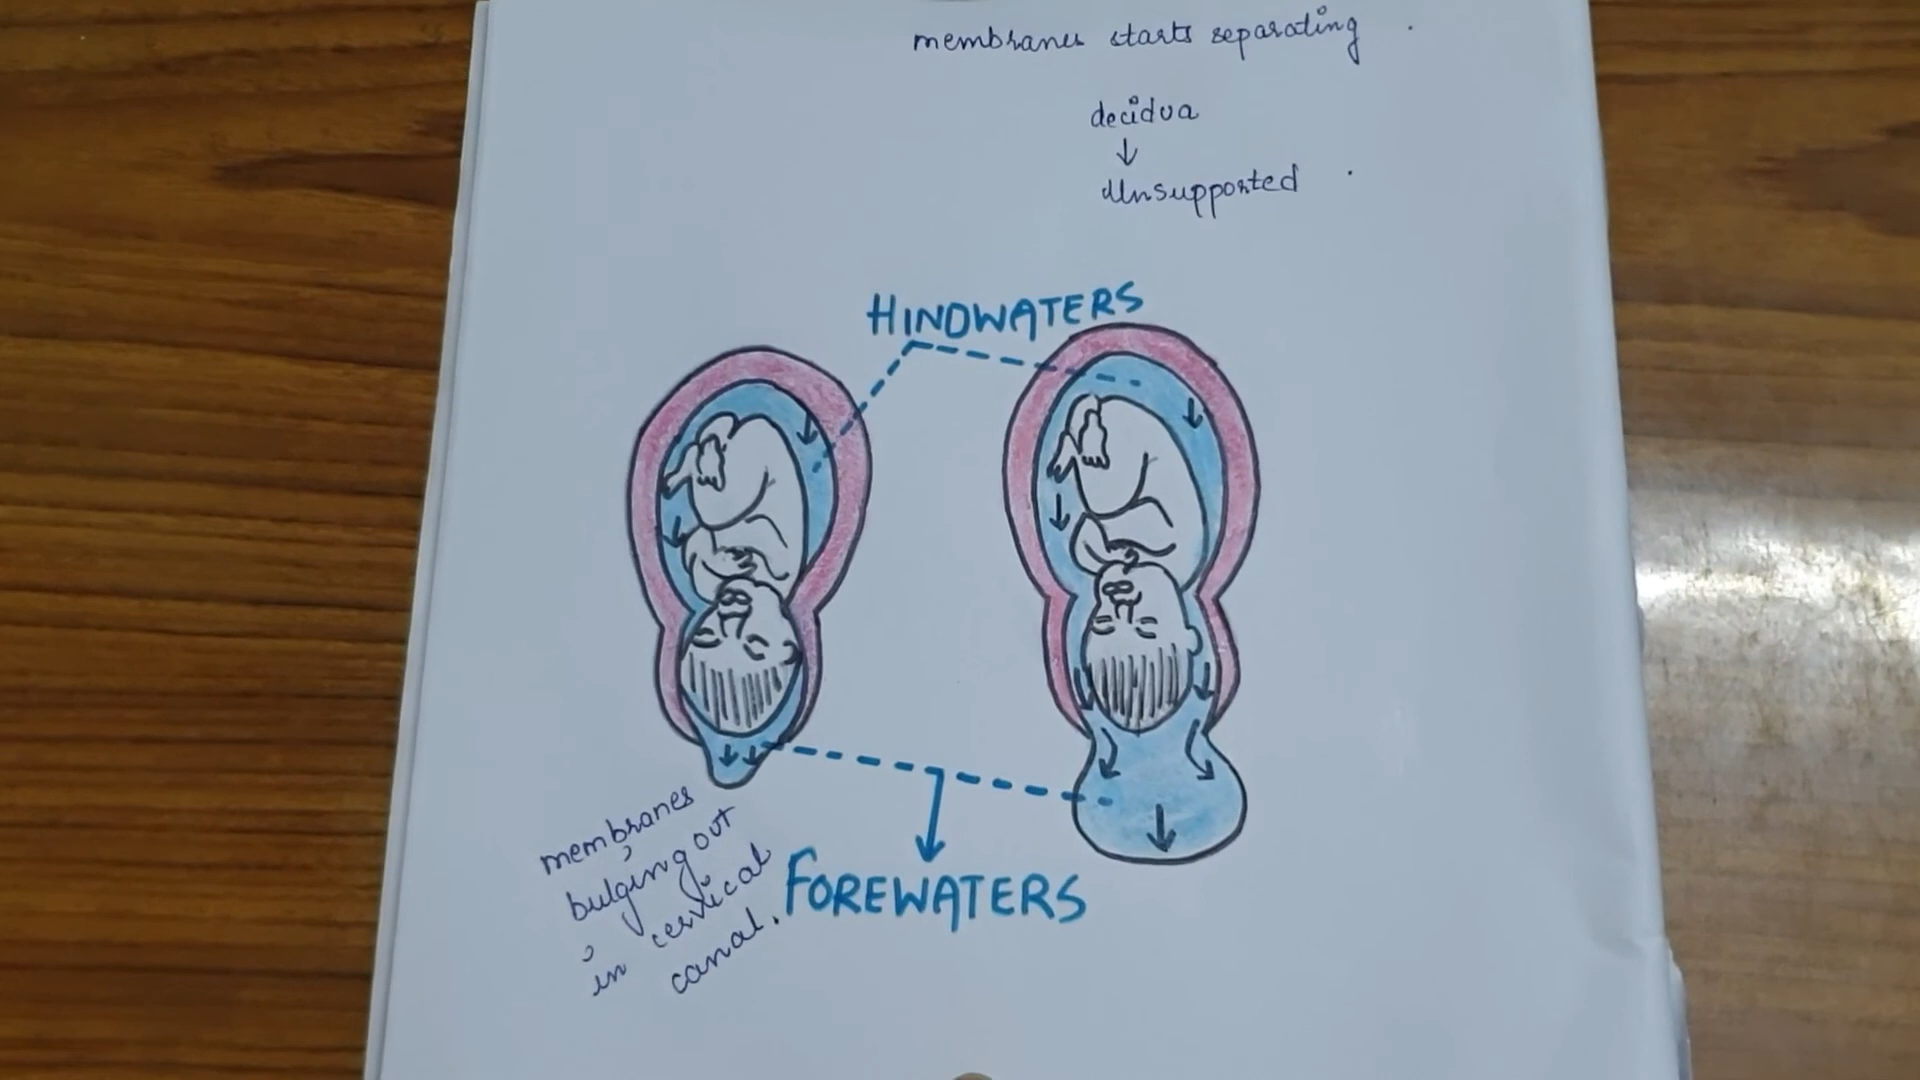 membranes starts separating .
decidua
↓
Unsupported .
HINDWATERS
membranes
bulging out
in cervical
canal.
FOREWATERS